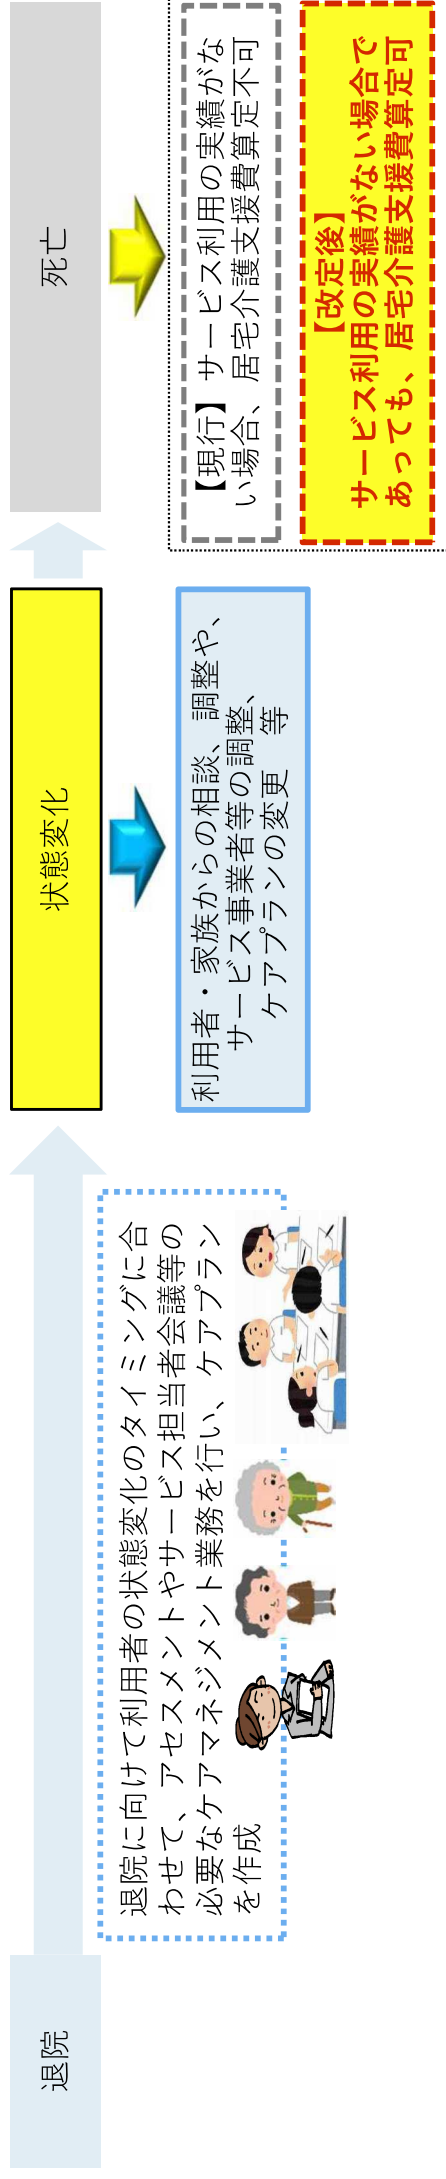 退院
退院に向けて利用者の状態変化のタイミングに合
わせて、アセスメントやサービス担当者会議等の
必要なケアマネジメント業務を行い、ケアプラン
を作成
状態変化
利用者・家族からの相談、調整や、
サービス事業者等の調整、
ケアプランの変更　等
死亡
【現行】 サービス利用の実績がな
い場合、居宅介護支援費算定不可
【改定後】
サービス利用の実績がない場合で
あっても、居宅介護支援費算定可